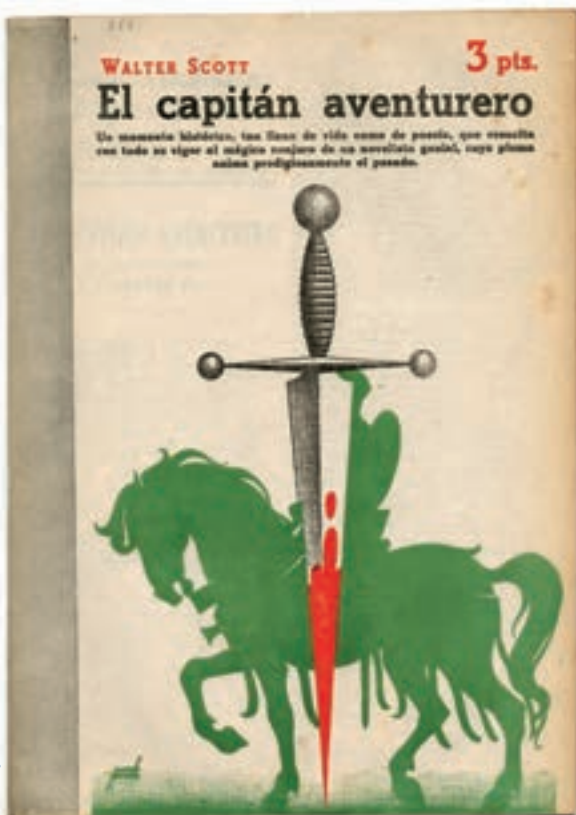 WALTER SCOTT
3 pts.
El capitán aventurero
Un momento histórico, tan lleno de vida como de poesía, que resucita
con todo su vigor al mágico conjuro de un novelista genial, cuya pluma
anima prodigiosamente el pasado.